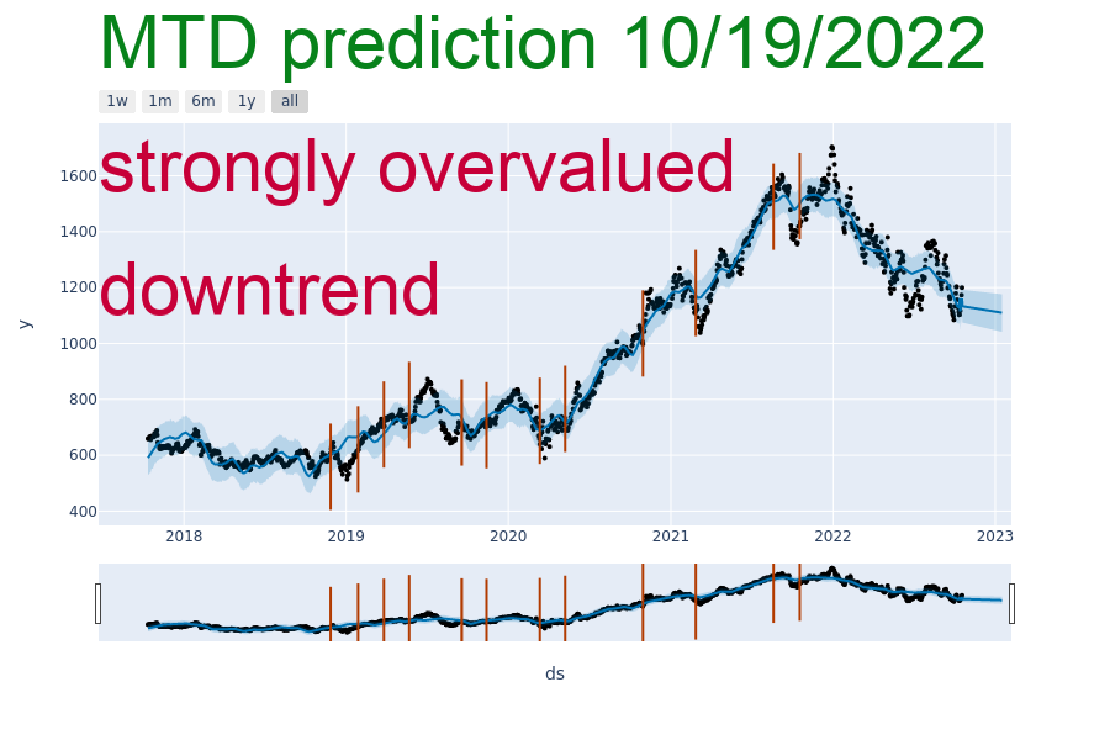 MTD prediction 10/19/2022
1w 1m 6m 1y all
strongly overvalued
downtrend
1600
1400
1200
1000
800
600
400
y
2018 2019 2020 2021 2022 2023
ds